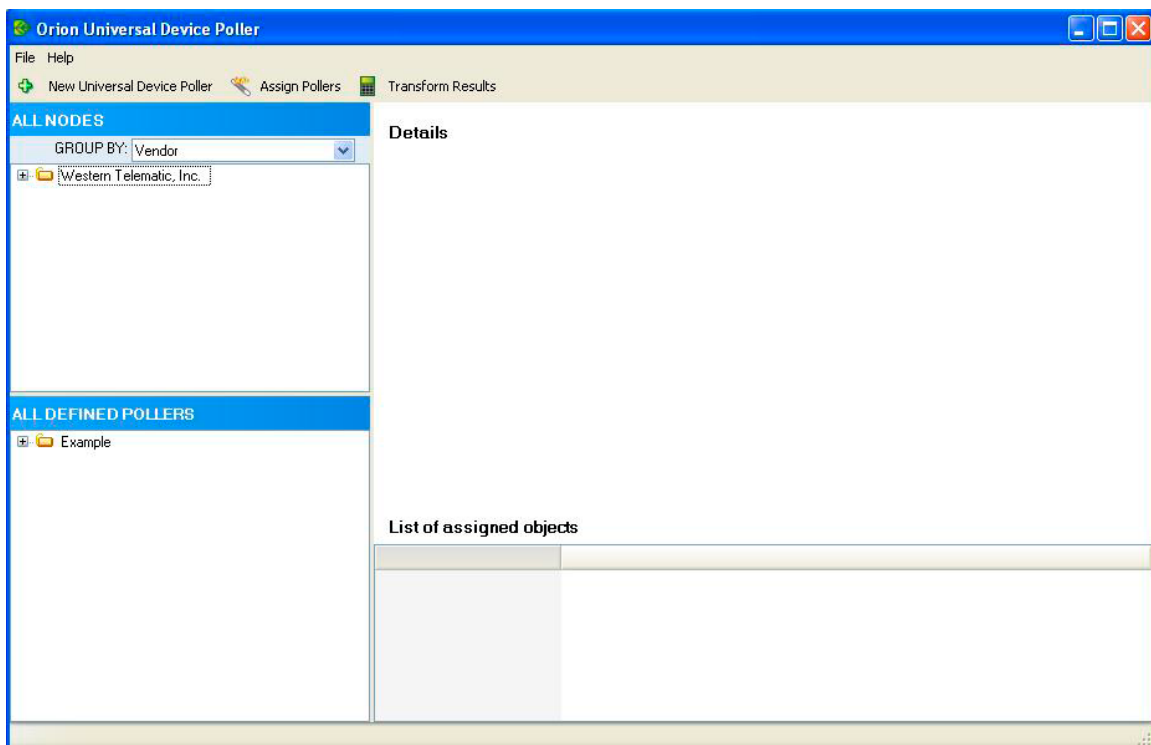 Orion Universal Device Poller
File Help
New Universal Device Poller Assign Pollers Transform Results
ALL NODES
GROUP BY: Vendor
Western Telematic, Inc.
Details
ALL DEFINED POLLERS
Example
List of assigned objects